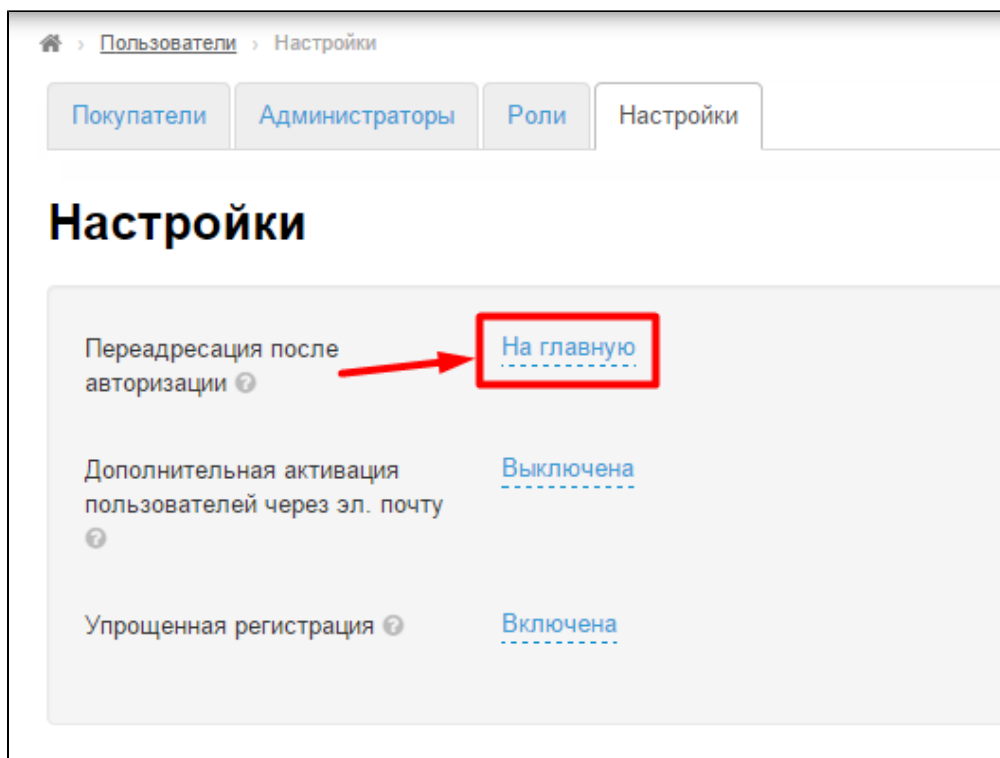 Пользователи › Настройки
Покупатели Администраторы Роли Настройки
Настройки
Переадресация после
авторизации
На главную
Дополнительная активация
пользователей через эл. почту
Выключена
Упрощенная регистрация
Включена